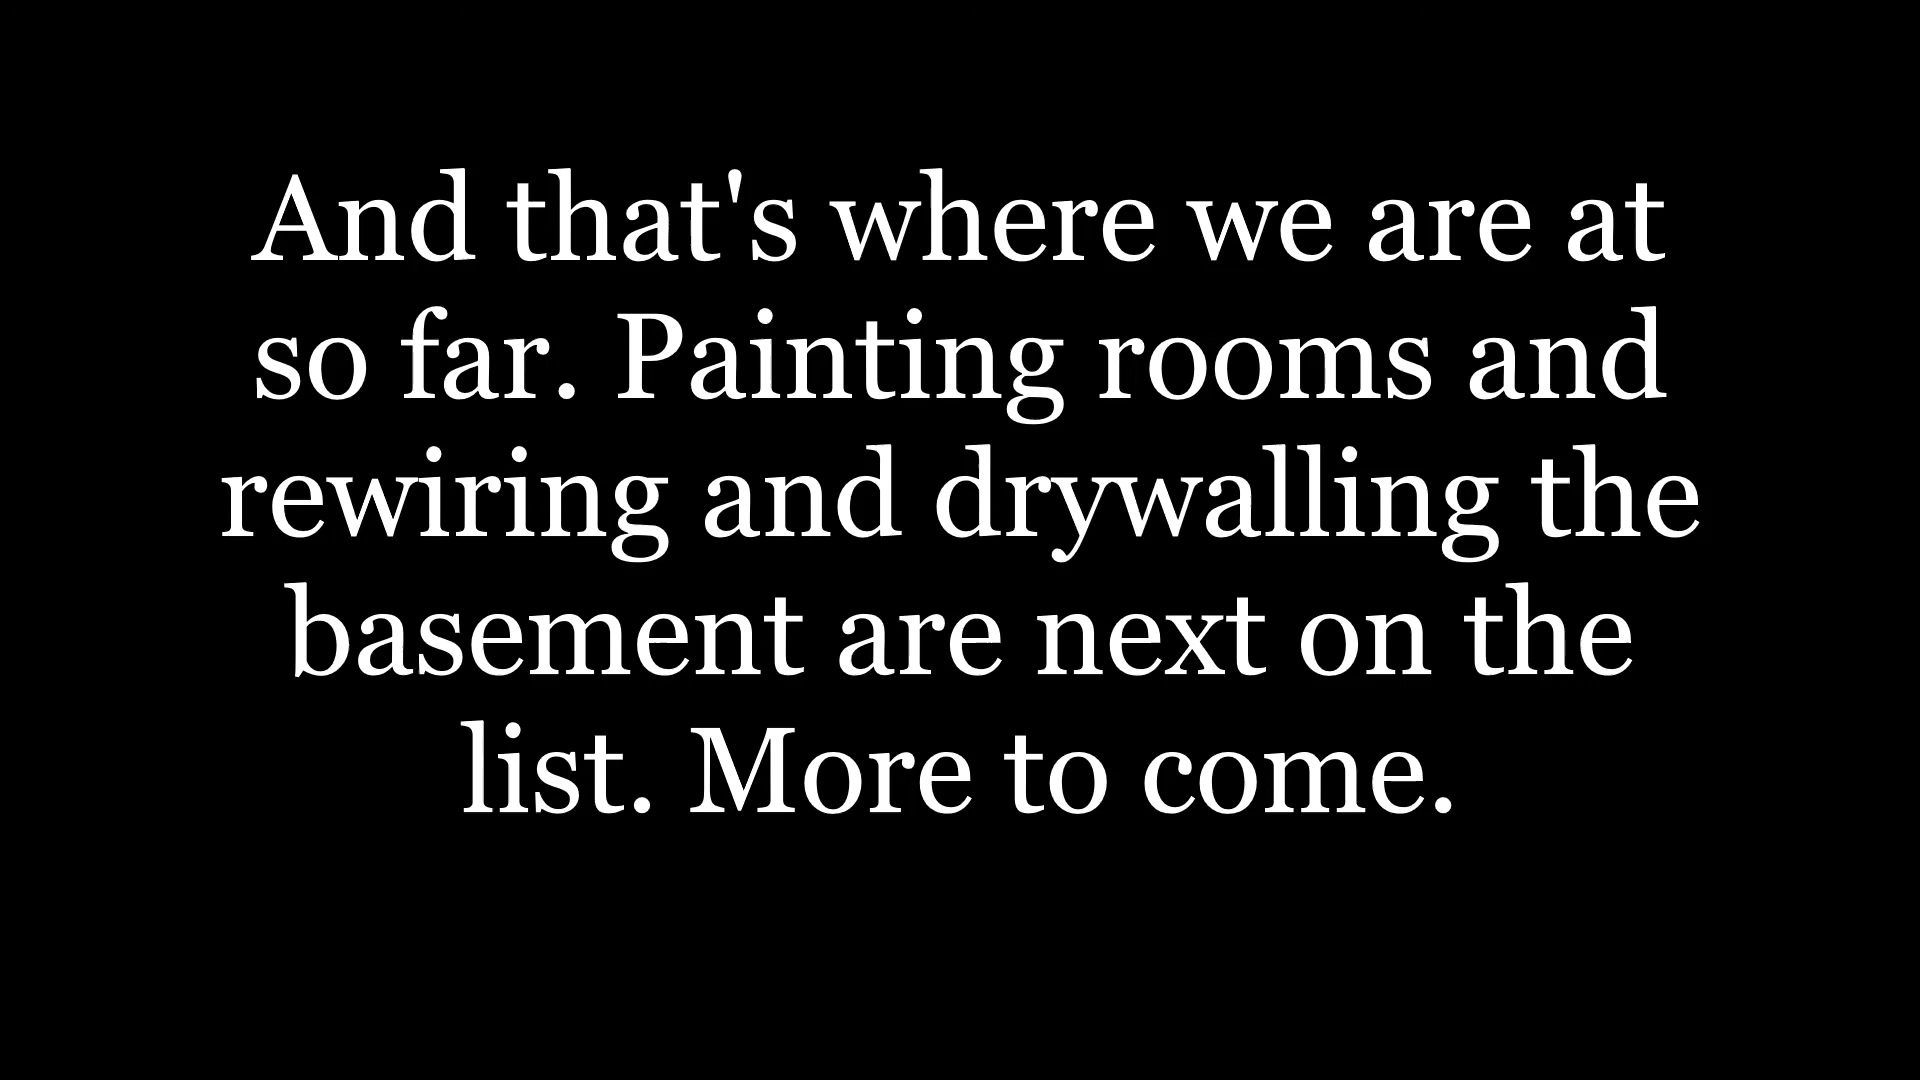 And that's where we are at
so far. Painting rooms and
rewiring and drywalling the
basement are next on the
list. More to come.